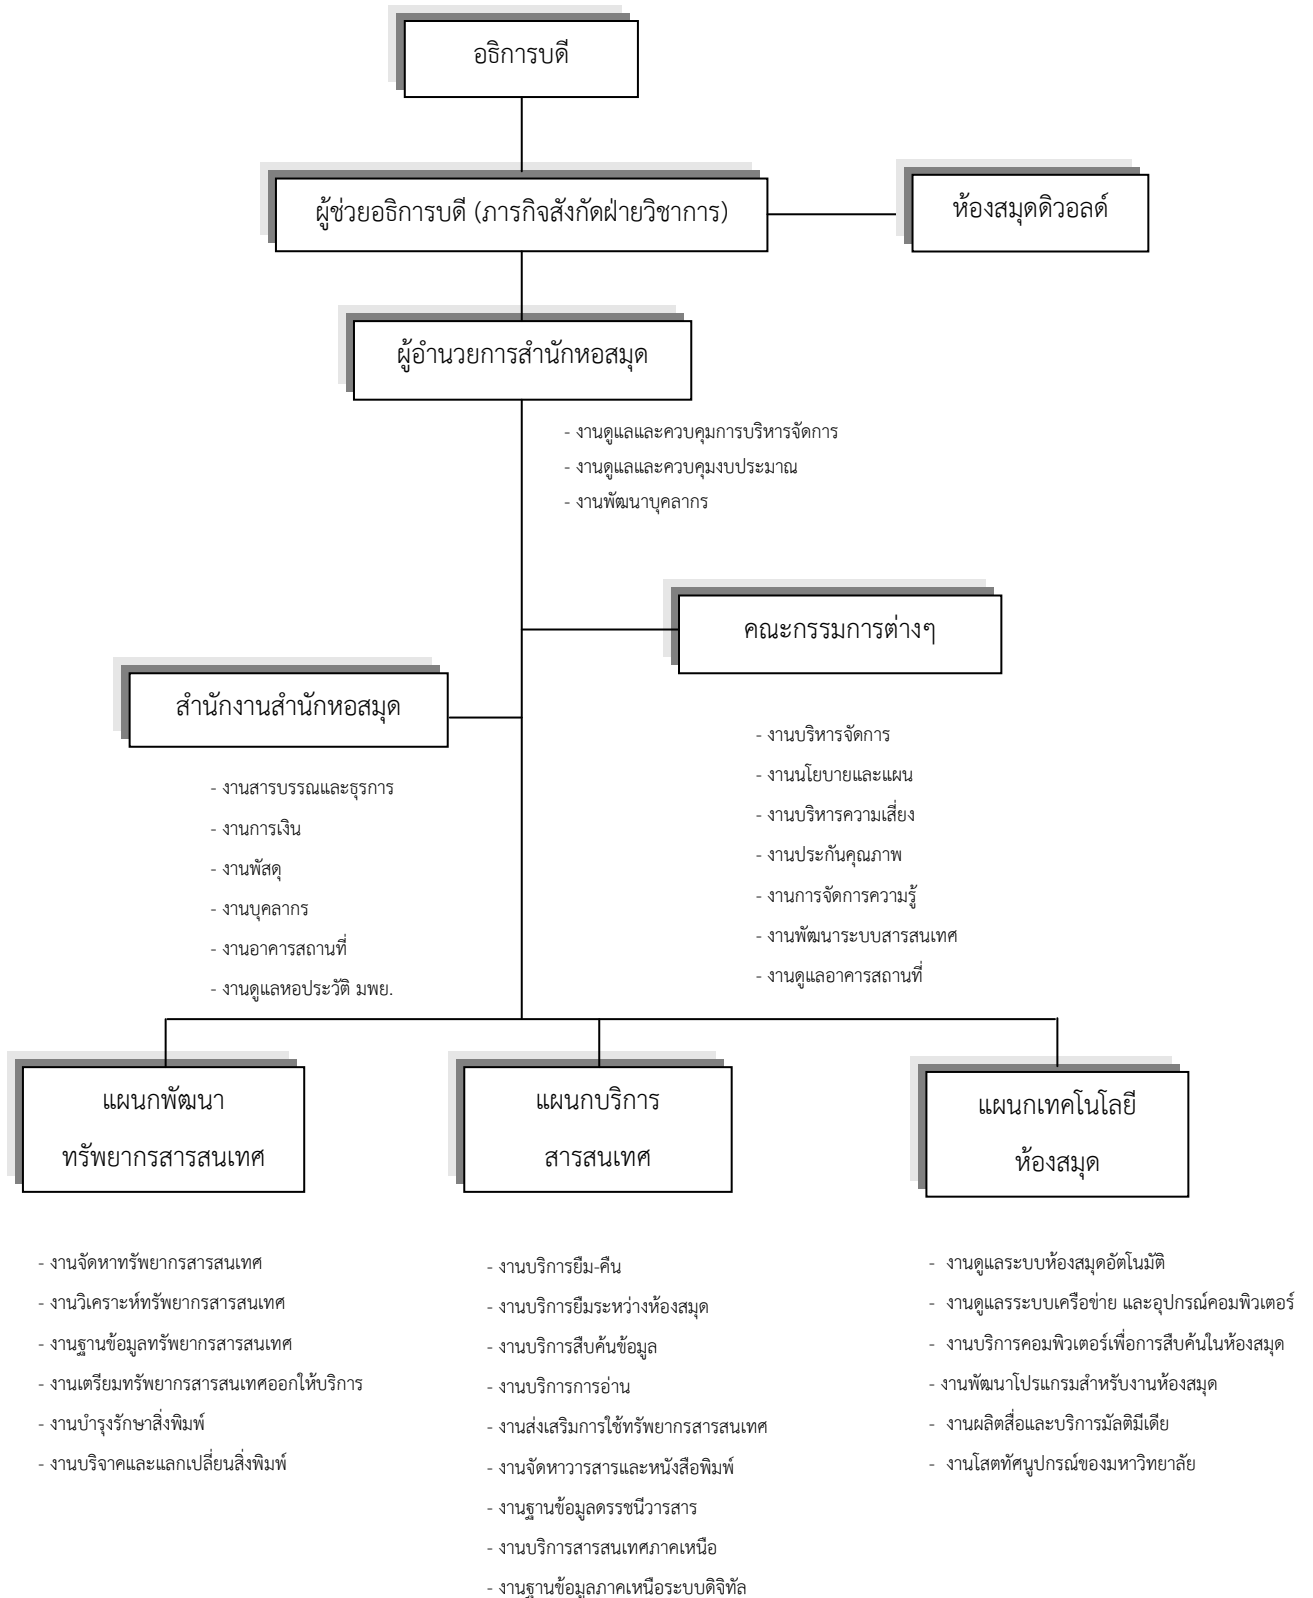 อธิการบดี
ผู้ช่วยอธิการบดี (ภารกิจสังกัดฝ่ายวิชาการ)
ห้องสมุดดิวอลด์
ผู้อำนวยการสำนักหอสมุด
- งานดูแลและควบคุมการบริหารจัดการ
- งานดูแลและควบคุมงบประมาณ
- งานพัฒนาบุคลากร
คณะกรรมการต่างๆ
- งานบริหารจัดการ
- งานนโยบายและแผน
- งานบริหารความเสี่ยง
- งานประกันคุณภาพ
- งานการจัดการความรู้
- งานพัฒนาระบบสารสนเทศ
- งานดูแลอาคารสถานที่
สำนักงานสำนักหอสมุด
- งานสารบรรณและธุรการ
- งานการเงิน
- งานพัสดุ
- งานบุคลากร
- งานอาคารสถานที่
- งานดูแลหอประวัติ มพย.
แผนกพัฒนา
ทรัพยากรสารสนเทศ
- งานจัดหาทรัพยากรสารสนเทศ
- งานวิเคราะห์ทรัพยากรสารสนเทศ
- งานฐานข้อมูลทรัพยากรสารสนเทศ
- งานเตรียมทรัพยากรสารสนเทศออกให้บริการ
- งานบำรุงรักษาสิ่งพิมพ์
- งานบริจาคและแลกเปลี่ยนสิ่งพิมพ์
แผนกบริการ
สารสนเทศ
- งานบริการยืม-คืน
- งานบริการยืมระหว่างห้องสมุด
- งานบริการสืบค้นข้อมูล
- งานบริการการอ่าน
- งานส่งเสริมการใช้ทรัพยากรสารสนเทศ
- งานจัดหาวารสารและหนังสือพิมพ์
- งานฐานข้อมูลดรรชนีวารสาร
- งานบริการสารสนเทศภาคเหนือ
- งานฐานข้อมูลภาคเหนือระบบดิจิทัล
แผนกเทคโนโลยี
ห้องสมุด
- งานดูแลระบบห้องสมุดอัตโนมัติ
- งานดูแลรระบบเครือข่าย และอุปกรณ์คอมพิวเตอร์
- งานบริการคอมพิวเตอร์เพื่อการสืบค้นในห้องสมุด
- งานพัฒนาโปรแกรมสำหรับงานห้องสมุด
- งานผลิตสื่อและบริการมัลติมีเดีย
- งานโสตทัศนูปกรณ์ของมหาวิทยาลัย